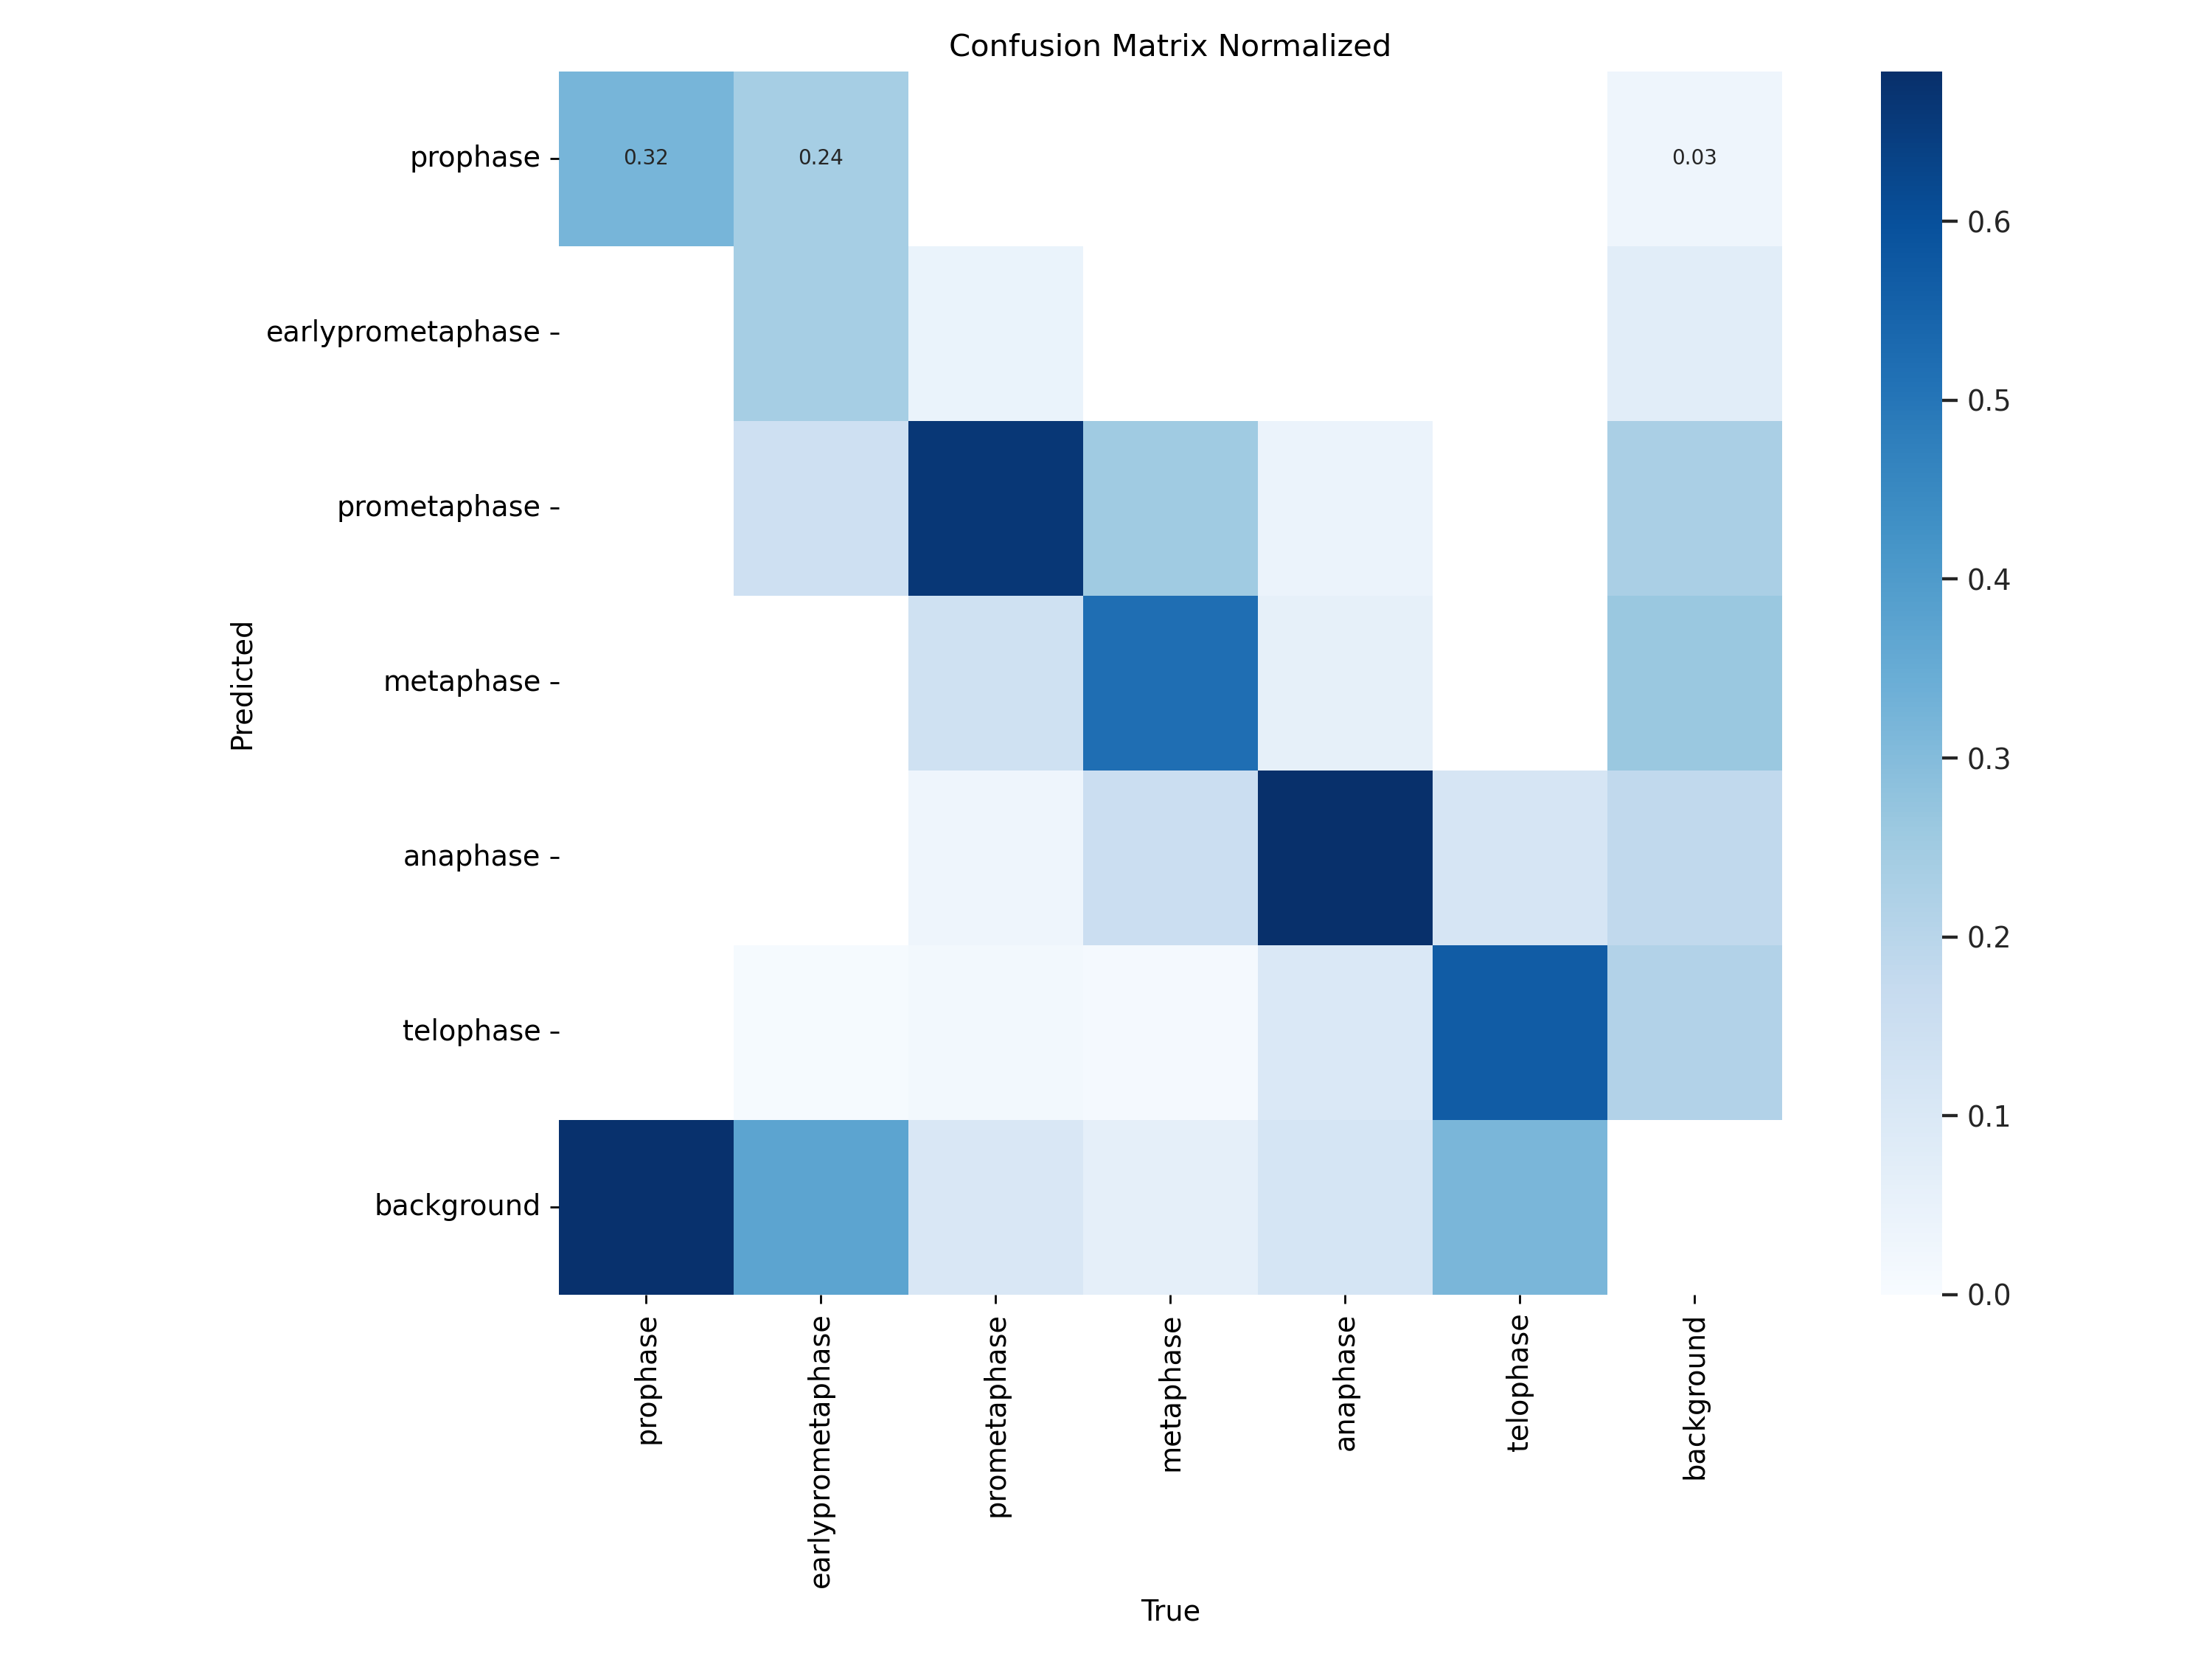 Confusion Matrix Normalized
prophase
0.32
0.24
0.03
earlyprometaphase
prometaphase
metaphase
anaphase
telophase
background
Predicted
prophase
earlyprometaphase
prometaphase
metaphase
anaphase
telophase
background
True
0.6
0.5
0.4
0.3
0.2
0.1
0.0